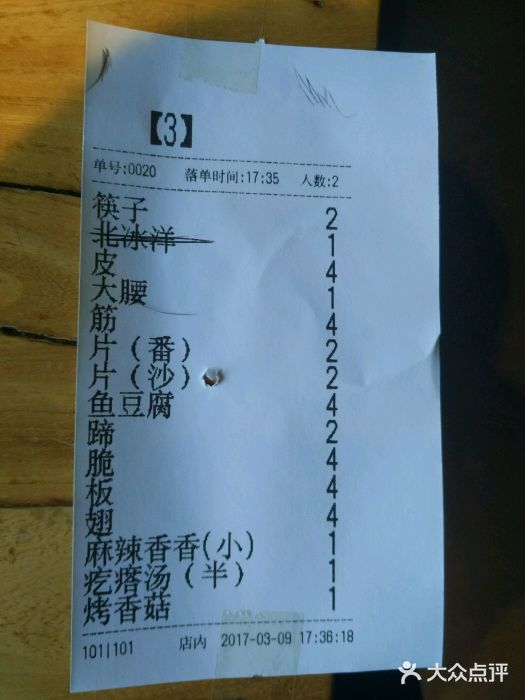 【3】
单号:0020 落单时间:17:35 人数:2
筷子 2
北冰洋 1
皮 4
大腰 1
筋 4
片（番） 2
片（沙） 2
鱼豆腐 4
蹄 2
脆 4
板 4
翅 4
麻辣香香(小) 1
疙瘩汤（半） 1
烤香菇 1
101|101 店内 2017-03-09 17:36:18
大众点评